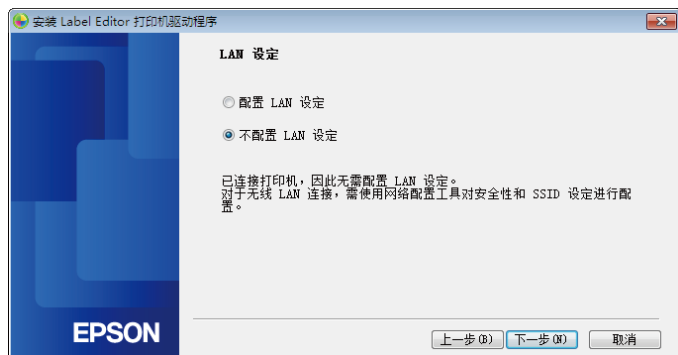 安装 Label Editor 打印机驱动程序
LAN 设定
配置 LAN 设定
不配置 LAN 设定
已连接打印机，因此无需配置 LAN 设定。
对于无线 LAN 连接，需使用网络配置工具对安全性和 SSID 设定进行配
置。
EPSON
上一步(B) 下一步(N) 取消